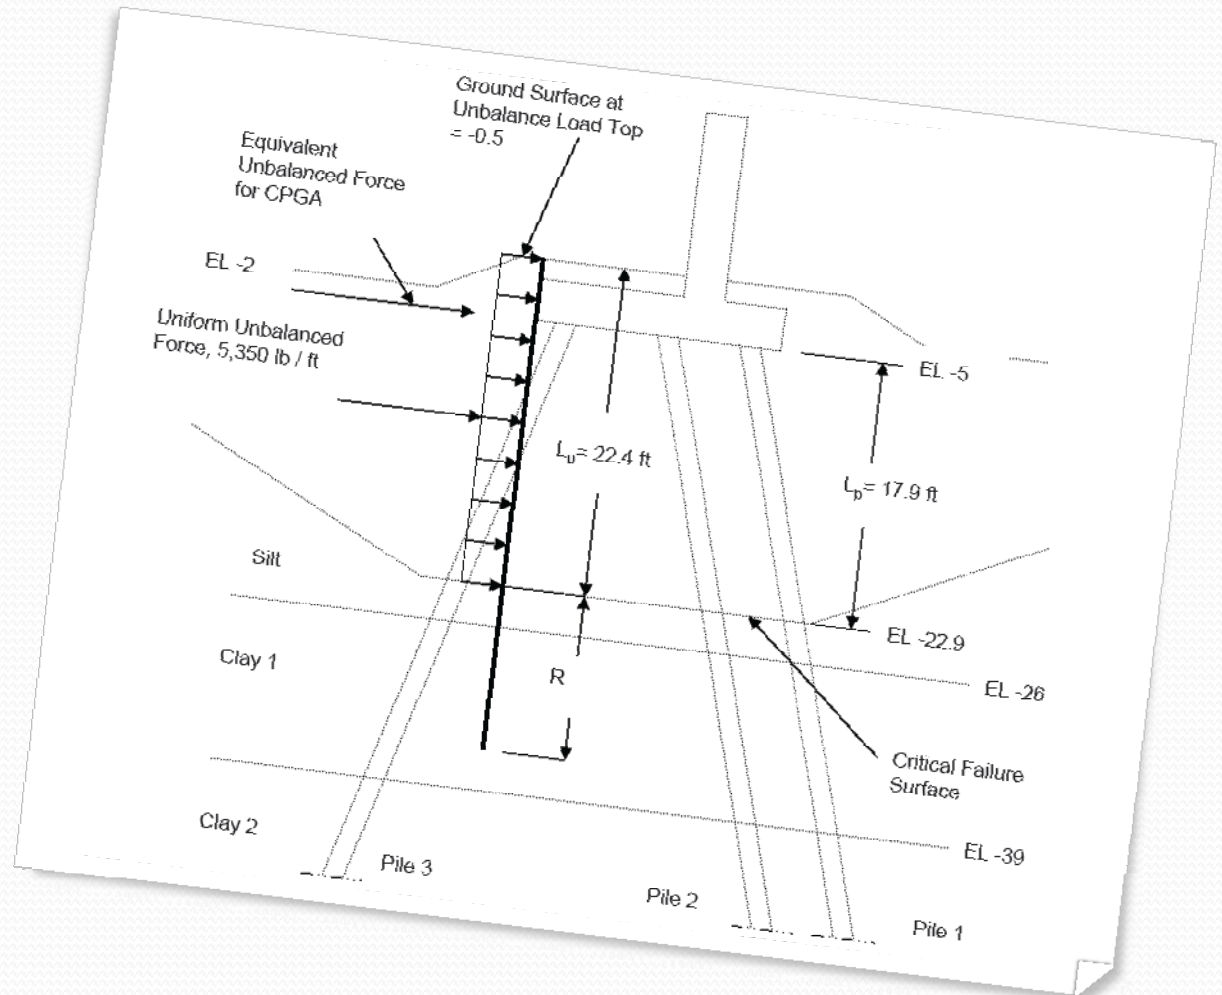 Ground Surface at
Unbalance Load Top
= -0.5
Equivalent
Unbalanced Force
for CPGA
EL -2
Uniform Unbalanced
Force, 5,350 lb / ft
EL -5
Lu= 22.4 ft
Lp= 17.9 ft
Silt
EL -22.9
Clay 1
R
EL -26
Critical Failure
Surface
Clay 2
EL -39
Pile 3
Pile 2
Pile 1